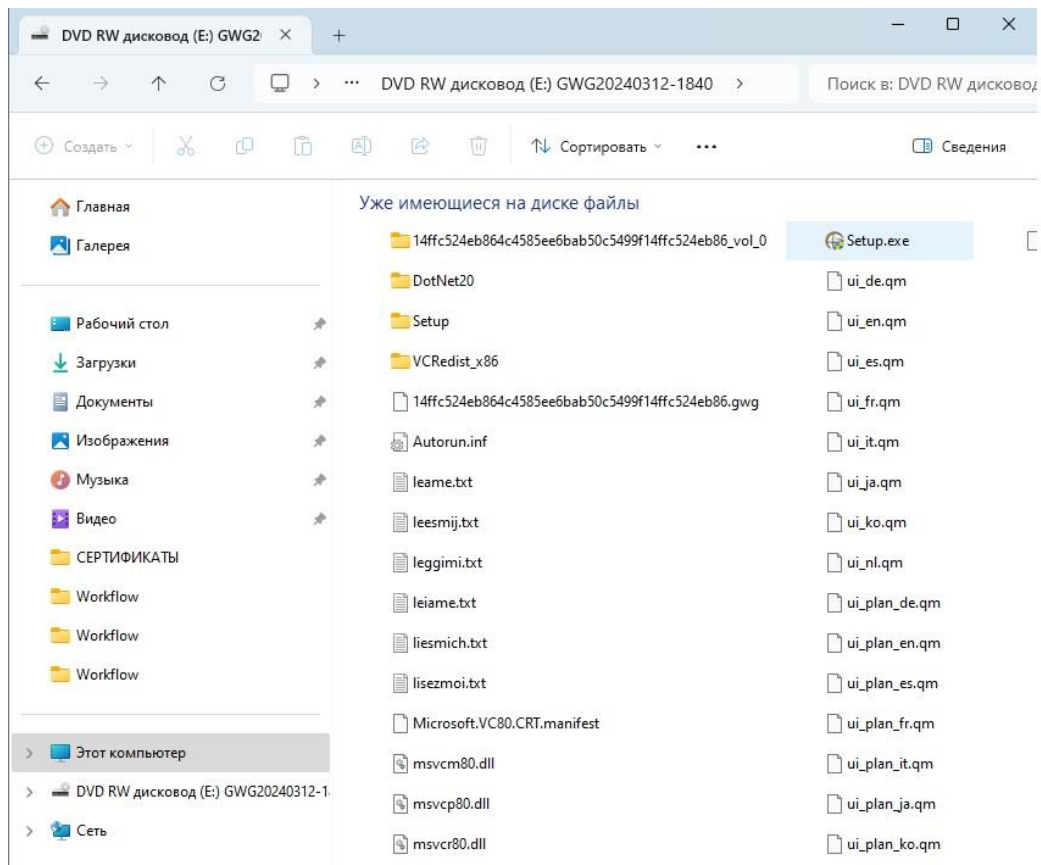 DVD RW дисковод (E:) GWG2
DVD RW дисковод (E:) GWG20240312-1840
Поиск в: DVD RW дисковод
Создать
Сортировать
Сведения
Главная
Галерея
Рабочий стол
Загрузки
Документы
Изображения
Музыка
Видео
СЕРТИФИКАТЫ
Workflow
Workflow
Workflow
Этот компьютер
DVD RW дисковод (E:) GWG20240312-1
Сеть
Уже имеющиеся на диске файлы
14ffc524eb864c4585ee6bab50c5499f14ffc524eb86_vol_0
DotNet20
Setup
VCRedist_x86
14ffc524eb864c4585ee6bab50c5499f14ffc524eb86.gwg
Autorun.inf
leame.txt
leesmij.txt
leggimi.txt
leiame.txt
liesmich.txt
lisezmoi.txt
Microsoft.VC80.CRT.manifest
msvcm80.dll
msvcp80.dll
msvcr80.dll
Setup.exe
ui_de.qm
ui_en.qm
ui_es.qm
ui_fr.qm
ui_it.qm
ui_ja.qm
ui_ko.qm
ui_nl.qm
ui_plan_de.qm
ui_plan_en.qm
ui_plan_es.qm
ui_plan_fr.qm
ui_plan_it.qm
ui_plan_ja.qm
ui_plan_ko.qm